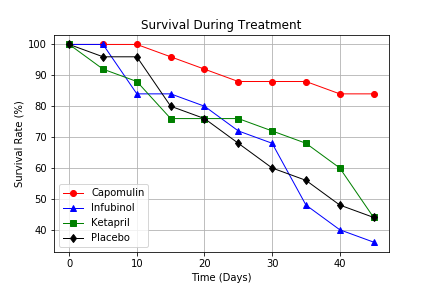 Survival During Treatment
100
90
80
70
60
50
40
Survival Rate (%)
Capomulin
Infubinol
Ketapril
Placebo
0 10 20 30 40
Time (Days)